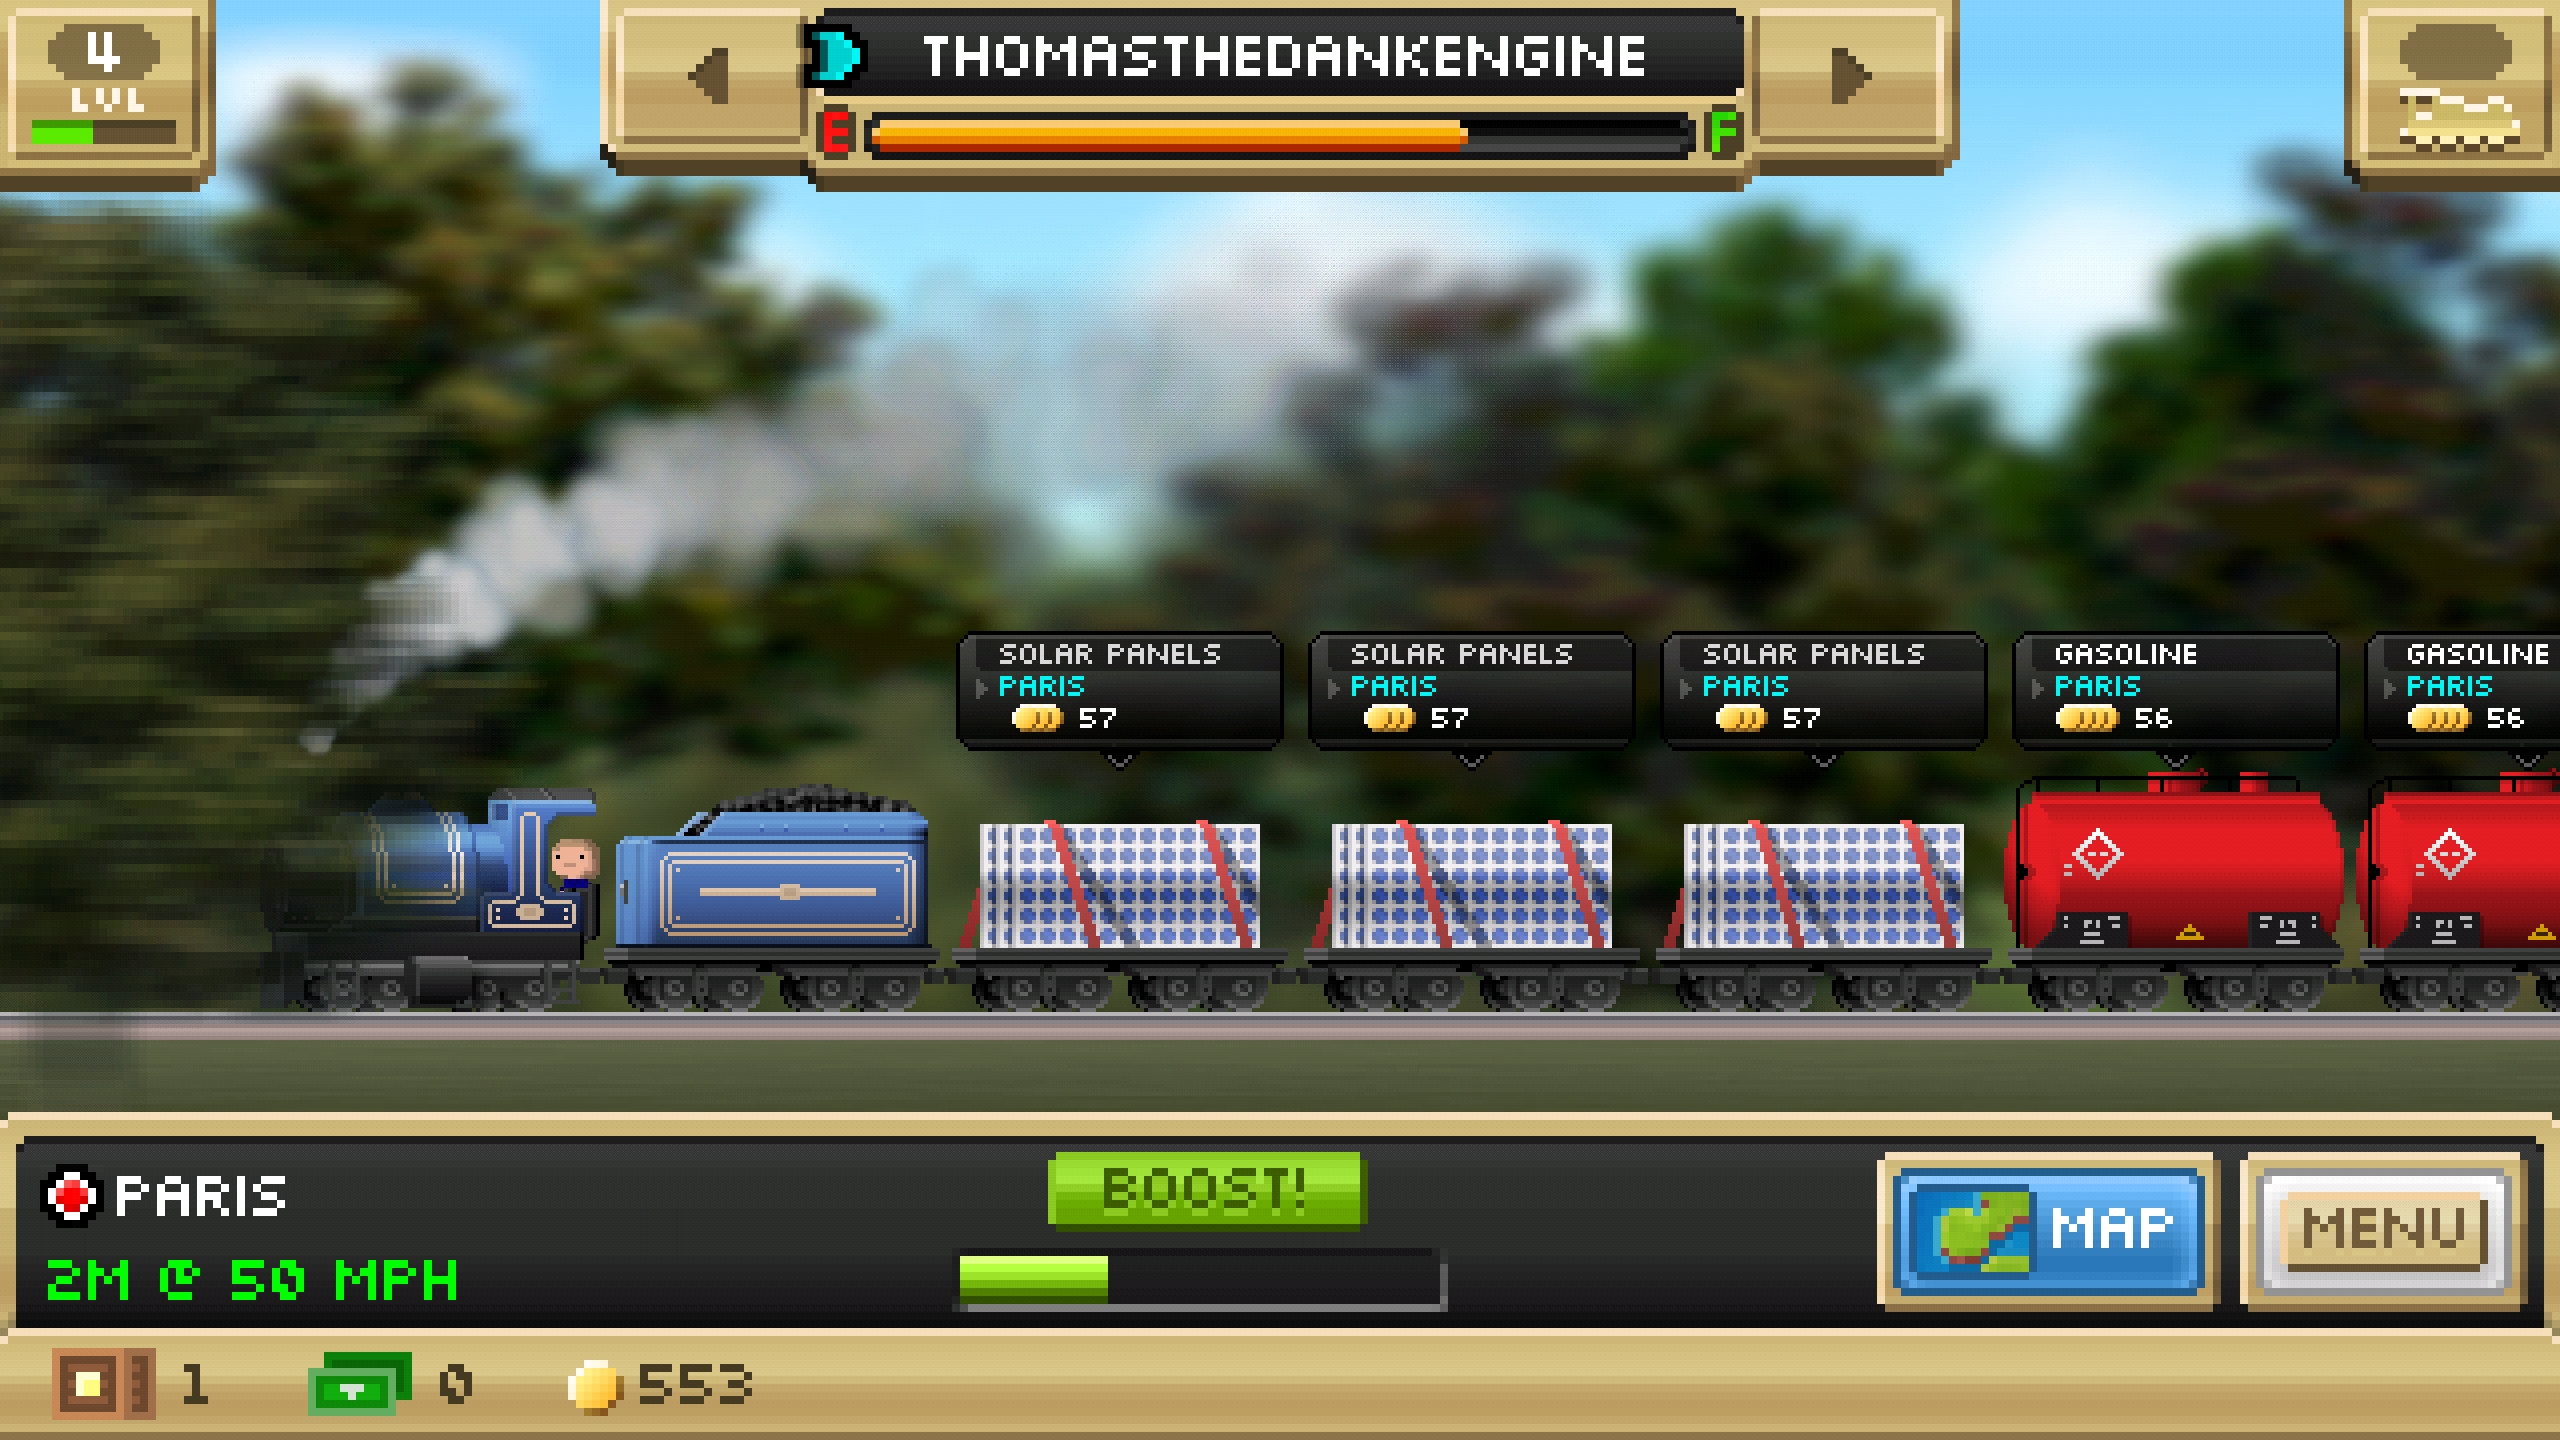 4
LVL
THOMASTHEDANKENGINE
E F
SOLAR PANELS
PARIS
57
SOLAR PANELS
PARIS
57
SOLAR PANELS
PARIS
57
GASOLINE
PARIS
56
GASOLINE
PARIS
56
PARIS
2M @ 50 MPH
BOOST!
MAP
MENU
1
0
553